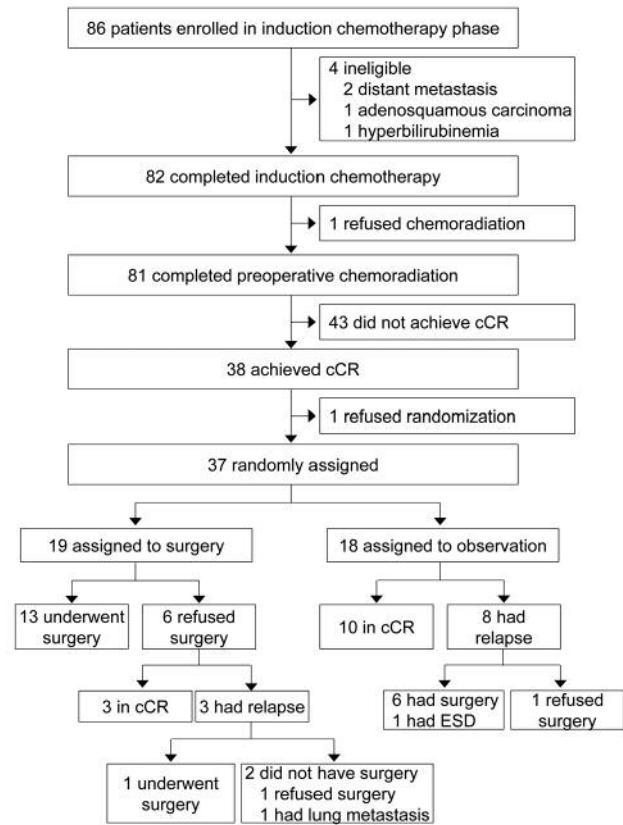 86 patients enrolled in induction chemotherapy phase
4 ineligible
2 distant metastasis
1 adenosquamous carcinoma
1 hyperbilirubinemia
82 completed induction chemotherapy
1 refused chemoradiation
81 completed preoperative chemoradiation
43 did not achieve cCR
38 achieved cCR
1 refused randomization
37 randomly assigned
19 assigned to surgery
18 assigned to observation
13 underwent
surgery
6 refused
surgery
10 in cCR
8 had
relapse
3 in cCR
3 had relapse
6 had surgery
1 had ESD
1 refused
surgery
1 underwent
surgery
2 did not have surgery
1 refused surgery
1 had lung metastasis